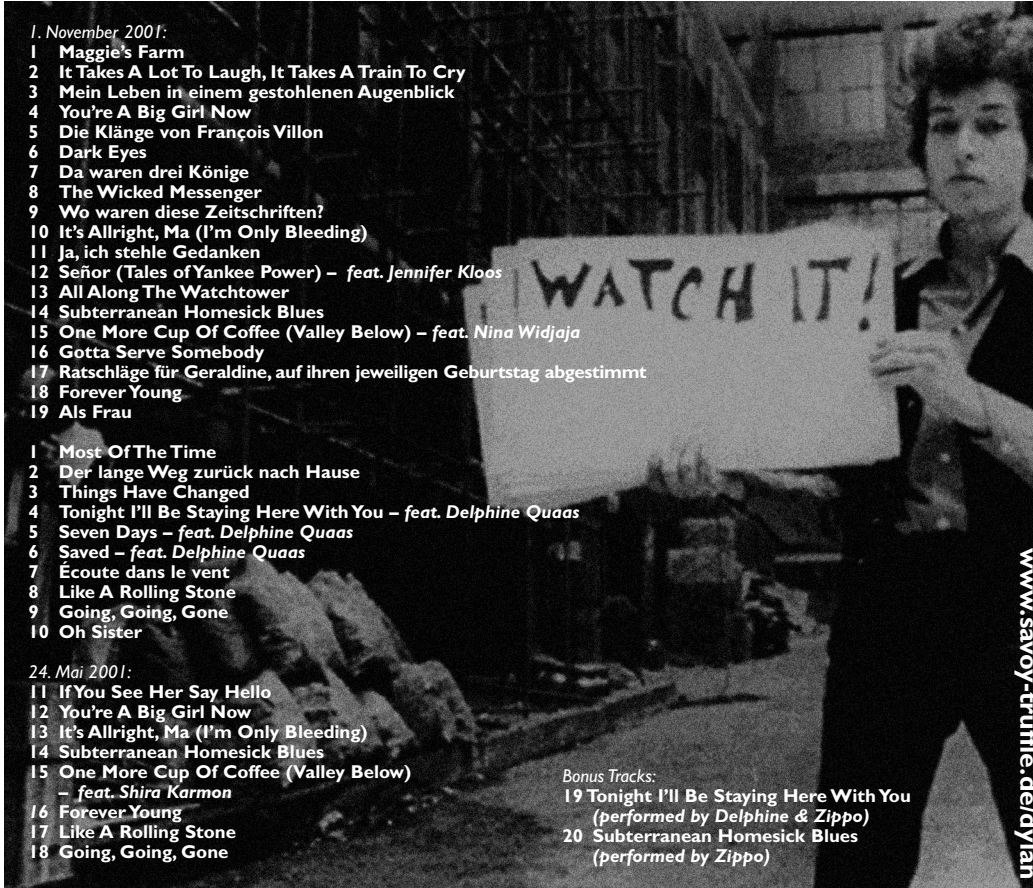 1. November 2001:
1 Maggie's Farm
2 It Takes A Lot To Laugh, It Takes A Train To Cry
3 Mein Leben in einem gestohlenen Augenblick
4 You're A Big Girl Now
5 Die Klänge von François Villon
6 Dark Eyes
7 Da waren drei Könige
8 The Wicked Messenger
9 Wo waren diese Zeitschriften?
10 It's Allright, Ma (I'm Only Bleeding)
11 Ja, ich stehle Gedanken
12 Señor (Tales of Yankee Power) – feat. Jennifer Kloos
13 All Along The Watchtower
14 Subterranean Homesick Blues
15 One More Cup Of Coffee (Valley Below) – feat. Nina Widjaja
16 Gotta Serve Somebody
17 Ratschläge für Geraldine, auf ihren jeweiligen Geburtstag abgestimmt
18 Forever Young
19 Als Frau
1 Most Of The Time
2 Der lange Weg zurück nach Hause
3 Things Have Changed
4 Tonight I'll Be Staying Here With You – feat. Delphine Quaas
5 Seven Days – feat. Delphine Quaas
6 Saved – feat. Delphine Quaas
7 Écoute dans le vent
8 Like A Rolling Stone
9 Going, Going, Gone
10 Oh Sister
24. Mai 2001:
11 If You See Her Say Hello
12 You're A Big Girl Now
13 It's Allright, Ma (I'm Only Bleeding)
14 Subterranean Homesick Blues
15 One More Cup Of Coffee (Valley Below)
– feat. Shira Karmon
16 Forever Young
17 Like A Rolling Stone
18 Going, Going, Gone
Bonus Tracks:
19 Tonight I'll Be Staying Here With You
(performed by Delphine & Zippo)
20 Subterranean Homesick Blues
(performed by Zippo)
WATCH IT!
www.savoy-truffle.de/dylan